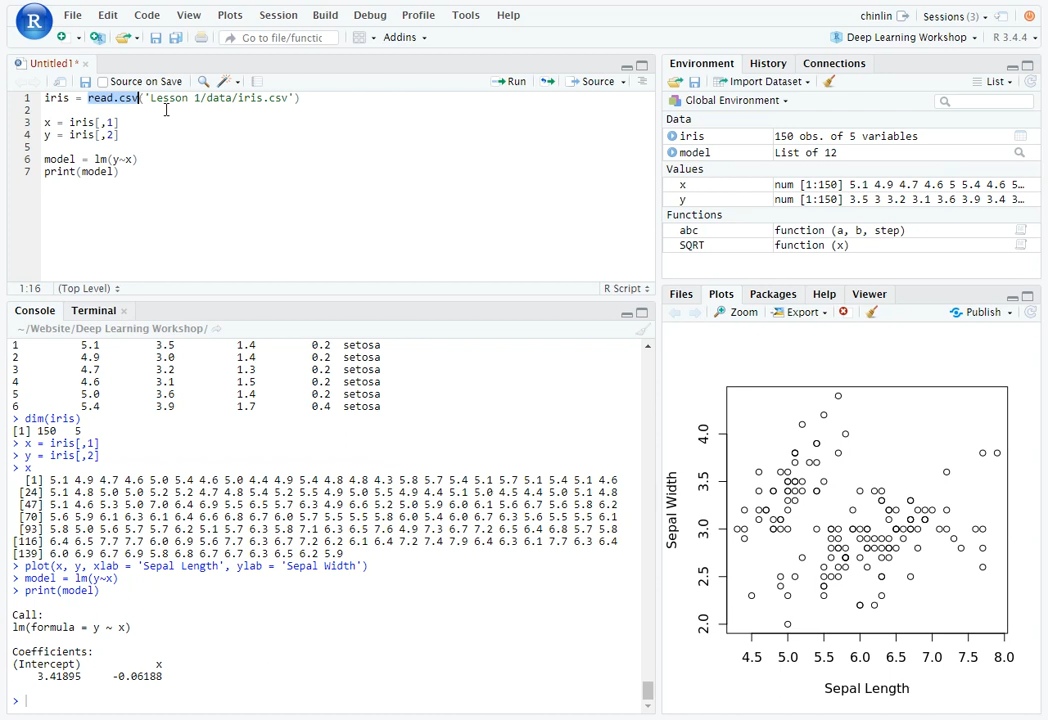 R File Edit Code View Plots Session Build Debug Profile Tools Help chinlin Sessions (3)
Go to file/functic Addins Deep Learning Workshop R 3.4.4
Untitled1*
Source on Save Run Source
1 iris = read.csv('Lesson 1/data/iris.csv')
2
3 x = iris[,1]
4 y = iris[,2]
5
6 model = lm(y~x)
7 print(model)
1:16 (Top Level) R Script
Console Terminal
~/Website/Deep Learning Workshop/
1 5.1 3.5 1.4 0.2 setosa
2 4.9 3.0 1.4 0.2 setosa
3 4.7 3.2 1.3 0.2 setosa
4 4.6 3.1 1.5 0.2 setosa
5 5.0 3.6 1.4 0.2 setosa
6 5.4 3.9 1.7 0.4 setosa
> dim(iris)
[1] 150 5
> x = iris[,1]
> y = iris[,2]
> x
[1] 5.1 4.9 4.7 4.6 5.0 5.4 4.6 5.0 4.4 4.9 5.4 4.8 4.8 4.3 5.8 5.7 5.4 5.1 5.7 5.1 5.4 5.1 4.6
[24] 5.1 4.8 5.0 5.0 5.2 5.2 4.7 4.8 5.4 5.2 5.5 4.9 5.0 5.5 4.9 4.4 5.1 5.0 4.5 4.4 5.0 5.1 4.8
[47] 5.1 4.6 5.3 5.0 7.0 6.4 6.9 5.5 6.5 5.7 6.3 4.9 6.6 5.2 5.0 5.9 6.0 6.1 5.6 6.7 5.6 5.8 6.2
[70] 5.6 5.9 6.1 6.3 6.1 6.4 6.6 6.8 6.7 6.0 5.7 5.5 5.5 5.8 6.0 5.4 6.0 6.7 6.3 5.6 5.5 5.5 6.1
[93] 5.8 5.0 5.6 5.7 5.7 6.2 5.1 5.7 6.3 5.8 7.1 6.3 6.5 7.6 4.9 7.3 6.7 7.2 6.5 6.4 6.8 5.7 5.8
[116] 6.4 6.5 7.7 7.7 6.0 6.9 5.6 7.7 6.3 6.7 7.2 6.2 6.1 6.4 7.2 7.4 7.9 6.4 6.3 6.1 7.7 6.3 6.4
[139] 6.0 6.9 6.7 6.9 5.8 6.8 6.7 6.7 6.3 6.5 6.2 5.9
> plot(x, y, xlab = 'Sepal Length', ylab = 'Sepal Width')
> model = lm(y~x)
> print(model)
Call:
lm(formula = y ~ x)
Coefficients:
(Intercept) x
3.41895 -0.06188
>
Environment History Connections
Import Dataset List
Global Environment
Data
iris 150 obs. of 5 variables
model List of 12
Values
x num [1:150] 5.1 4.9 4.7 4.6 5 5.4 4.6 5…
y num [1:150] 3.5 3 3.2 3.1 3.6 3.9 3.4 3…
Functions
abc function (a, b, step)
SQRT function (x)
Files Plots Packages Help Viewer
Zoom Export Publish
4.0
3.5
3.0
2.5
2.0
Sepal Width
4.5 5.0 5.5 6.0 6.5 7.0 7.5 8.0
Sepal Length